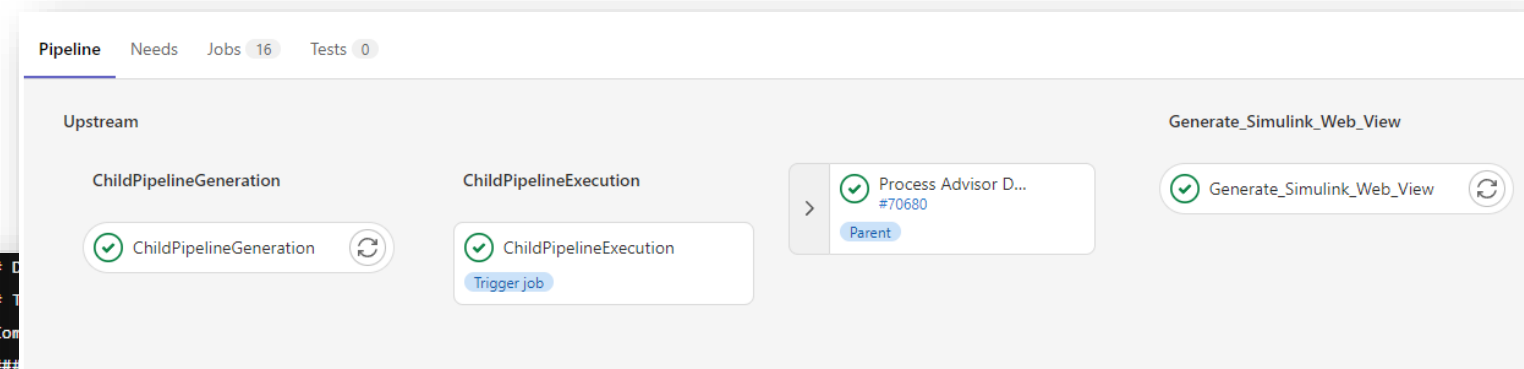 Pipeline Needs Jobs 16 Tests 0
Upstream
Generate_Simulink_Web_View
ChildPipelineGeneration
ChildPipelineExecution
Process Advisor D...
#70680
Parent
Generate_Simulink_Web_View
ChildPipelineGeneration
ChildPipelineExecution
Trigger job